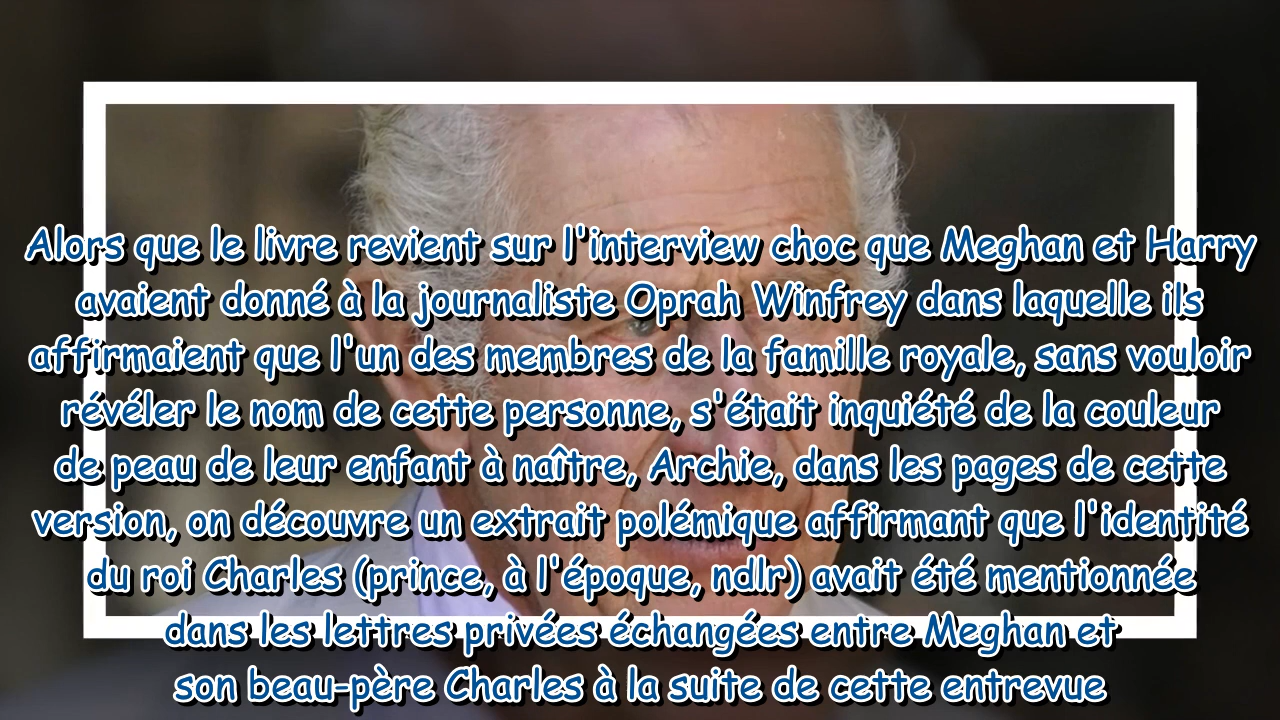 Alors que le livre revient sur l'interview choc que Meghan et Harry
avaient donné à la journaliste Oprah Winfrey dans laquelle ils
affirmaient que l'un des membres de la famille royale, sans vouloir
révéler le nom de cette personne, s'était inquiété de la couleur
de peau de leur enfant à naître, Archie, dans les pages de cette
version, on découvre un extrait polémique affirmant que l'identité
du roi Charles (prince, à l'époque, ndlr) avait été mentionnée
dans les lettres privées échangées entre Meghan et
son beau-père Charles à la suite de cette entrevue